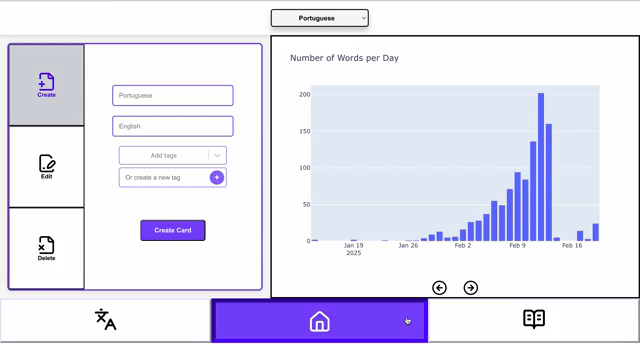 Portuguese
Create
Edit
Delete
Portuguese
English
Add tags
Or create a new tag
Create Card
Number of Words per Day
200
150
100
50
0
Jan 19
2025
Jan 26
Feb 2
Feb 9
Feb 16